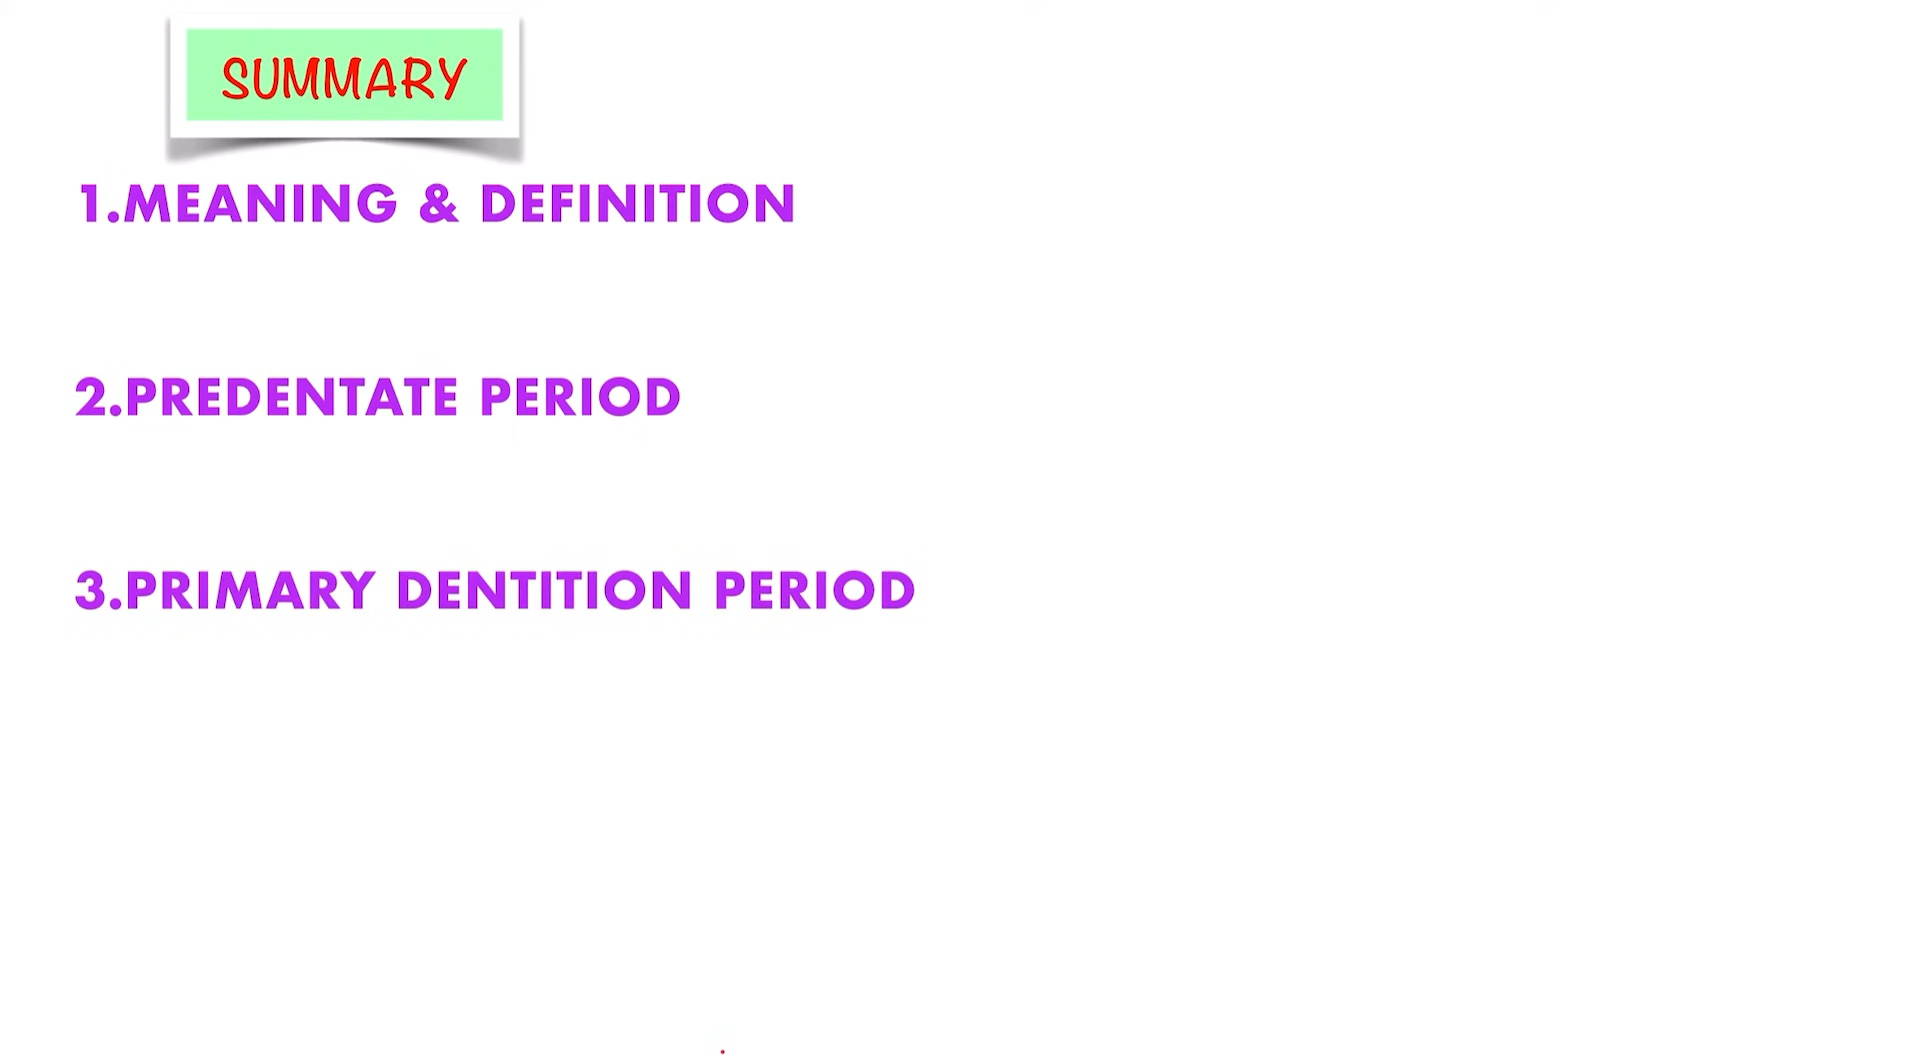 SUMMARY
1.MEANING & DEFINITION
2.PREDENTATE PERIOD
3.PRIMARY DENTITION PERIOD